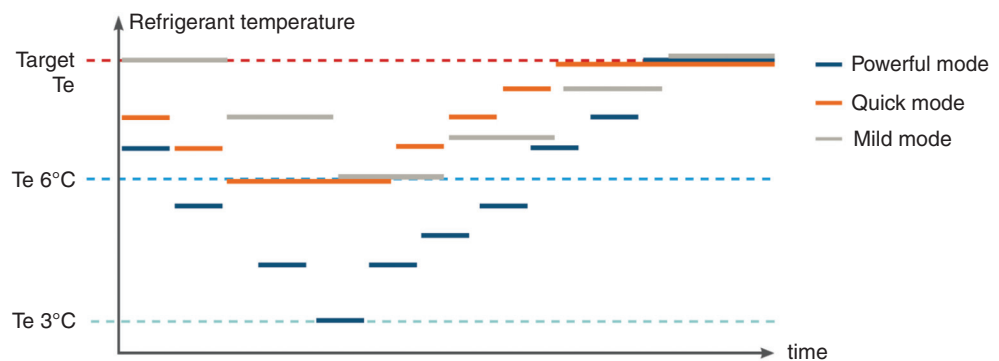 Refrigerant temperature
Target
Te
Te 6°C
Te 3°C
time
Powerful mode
Quick mode
Mild mode